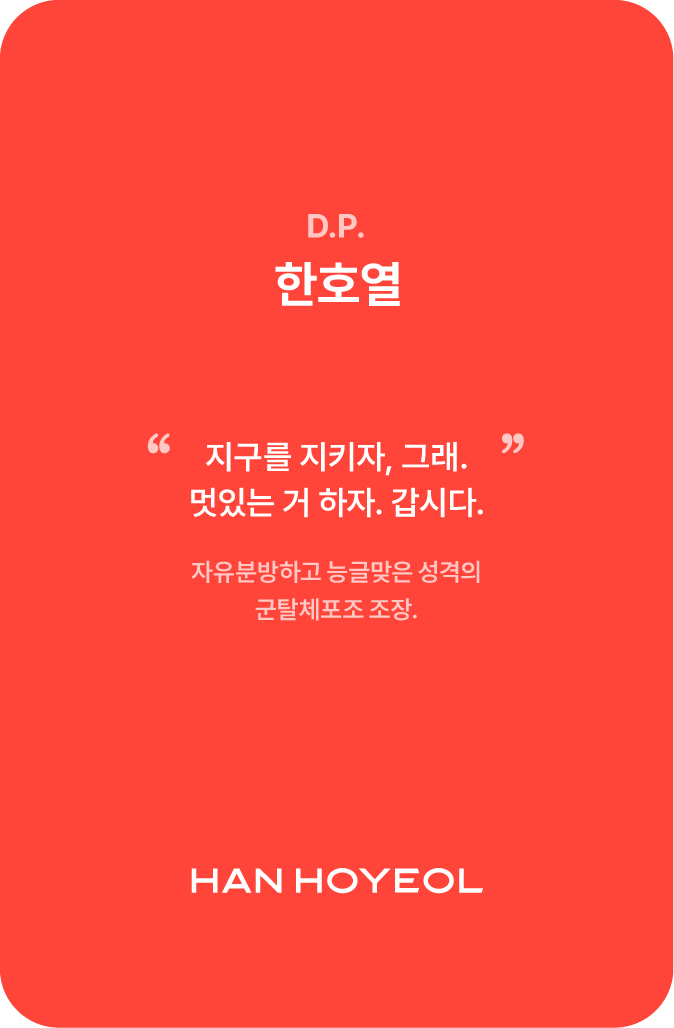 D.P.
한호열
“ 지구를 지키자, 그래. ”
멋있는 거 하자. 갑시다.
자유분방하고 능글맞은 성격의
군탈체포조 조장.
HAN HOYEOL